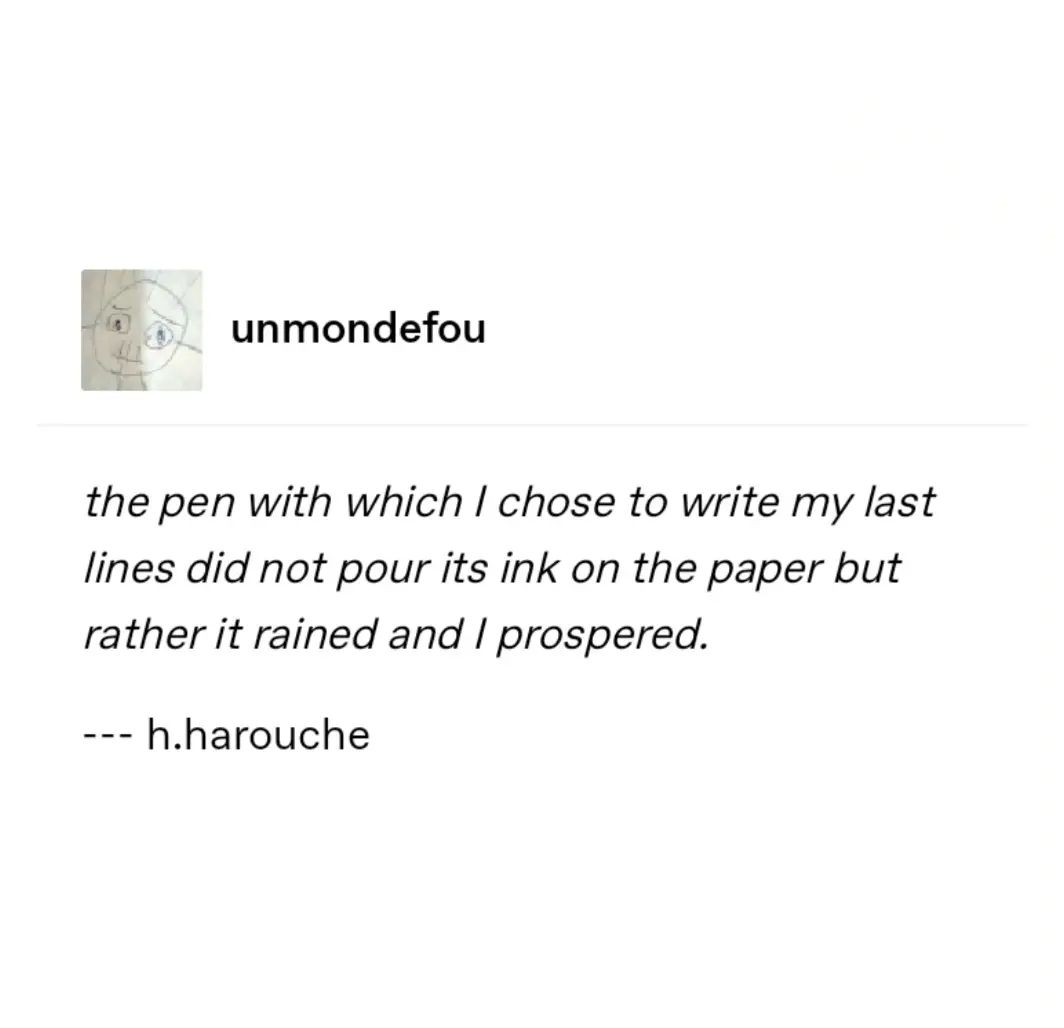 unmondefou
the pen with which I chose to write my last
lines did not pour its ink on the paper but
rather it rained and I prospered.
--- h.harouche